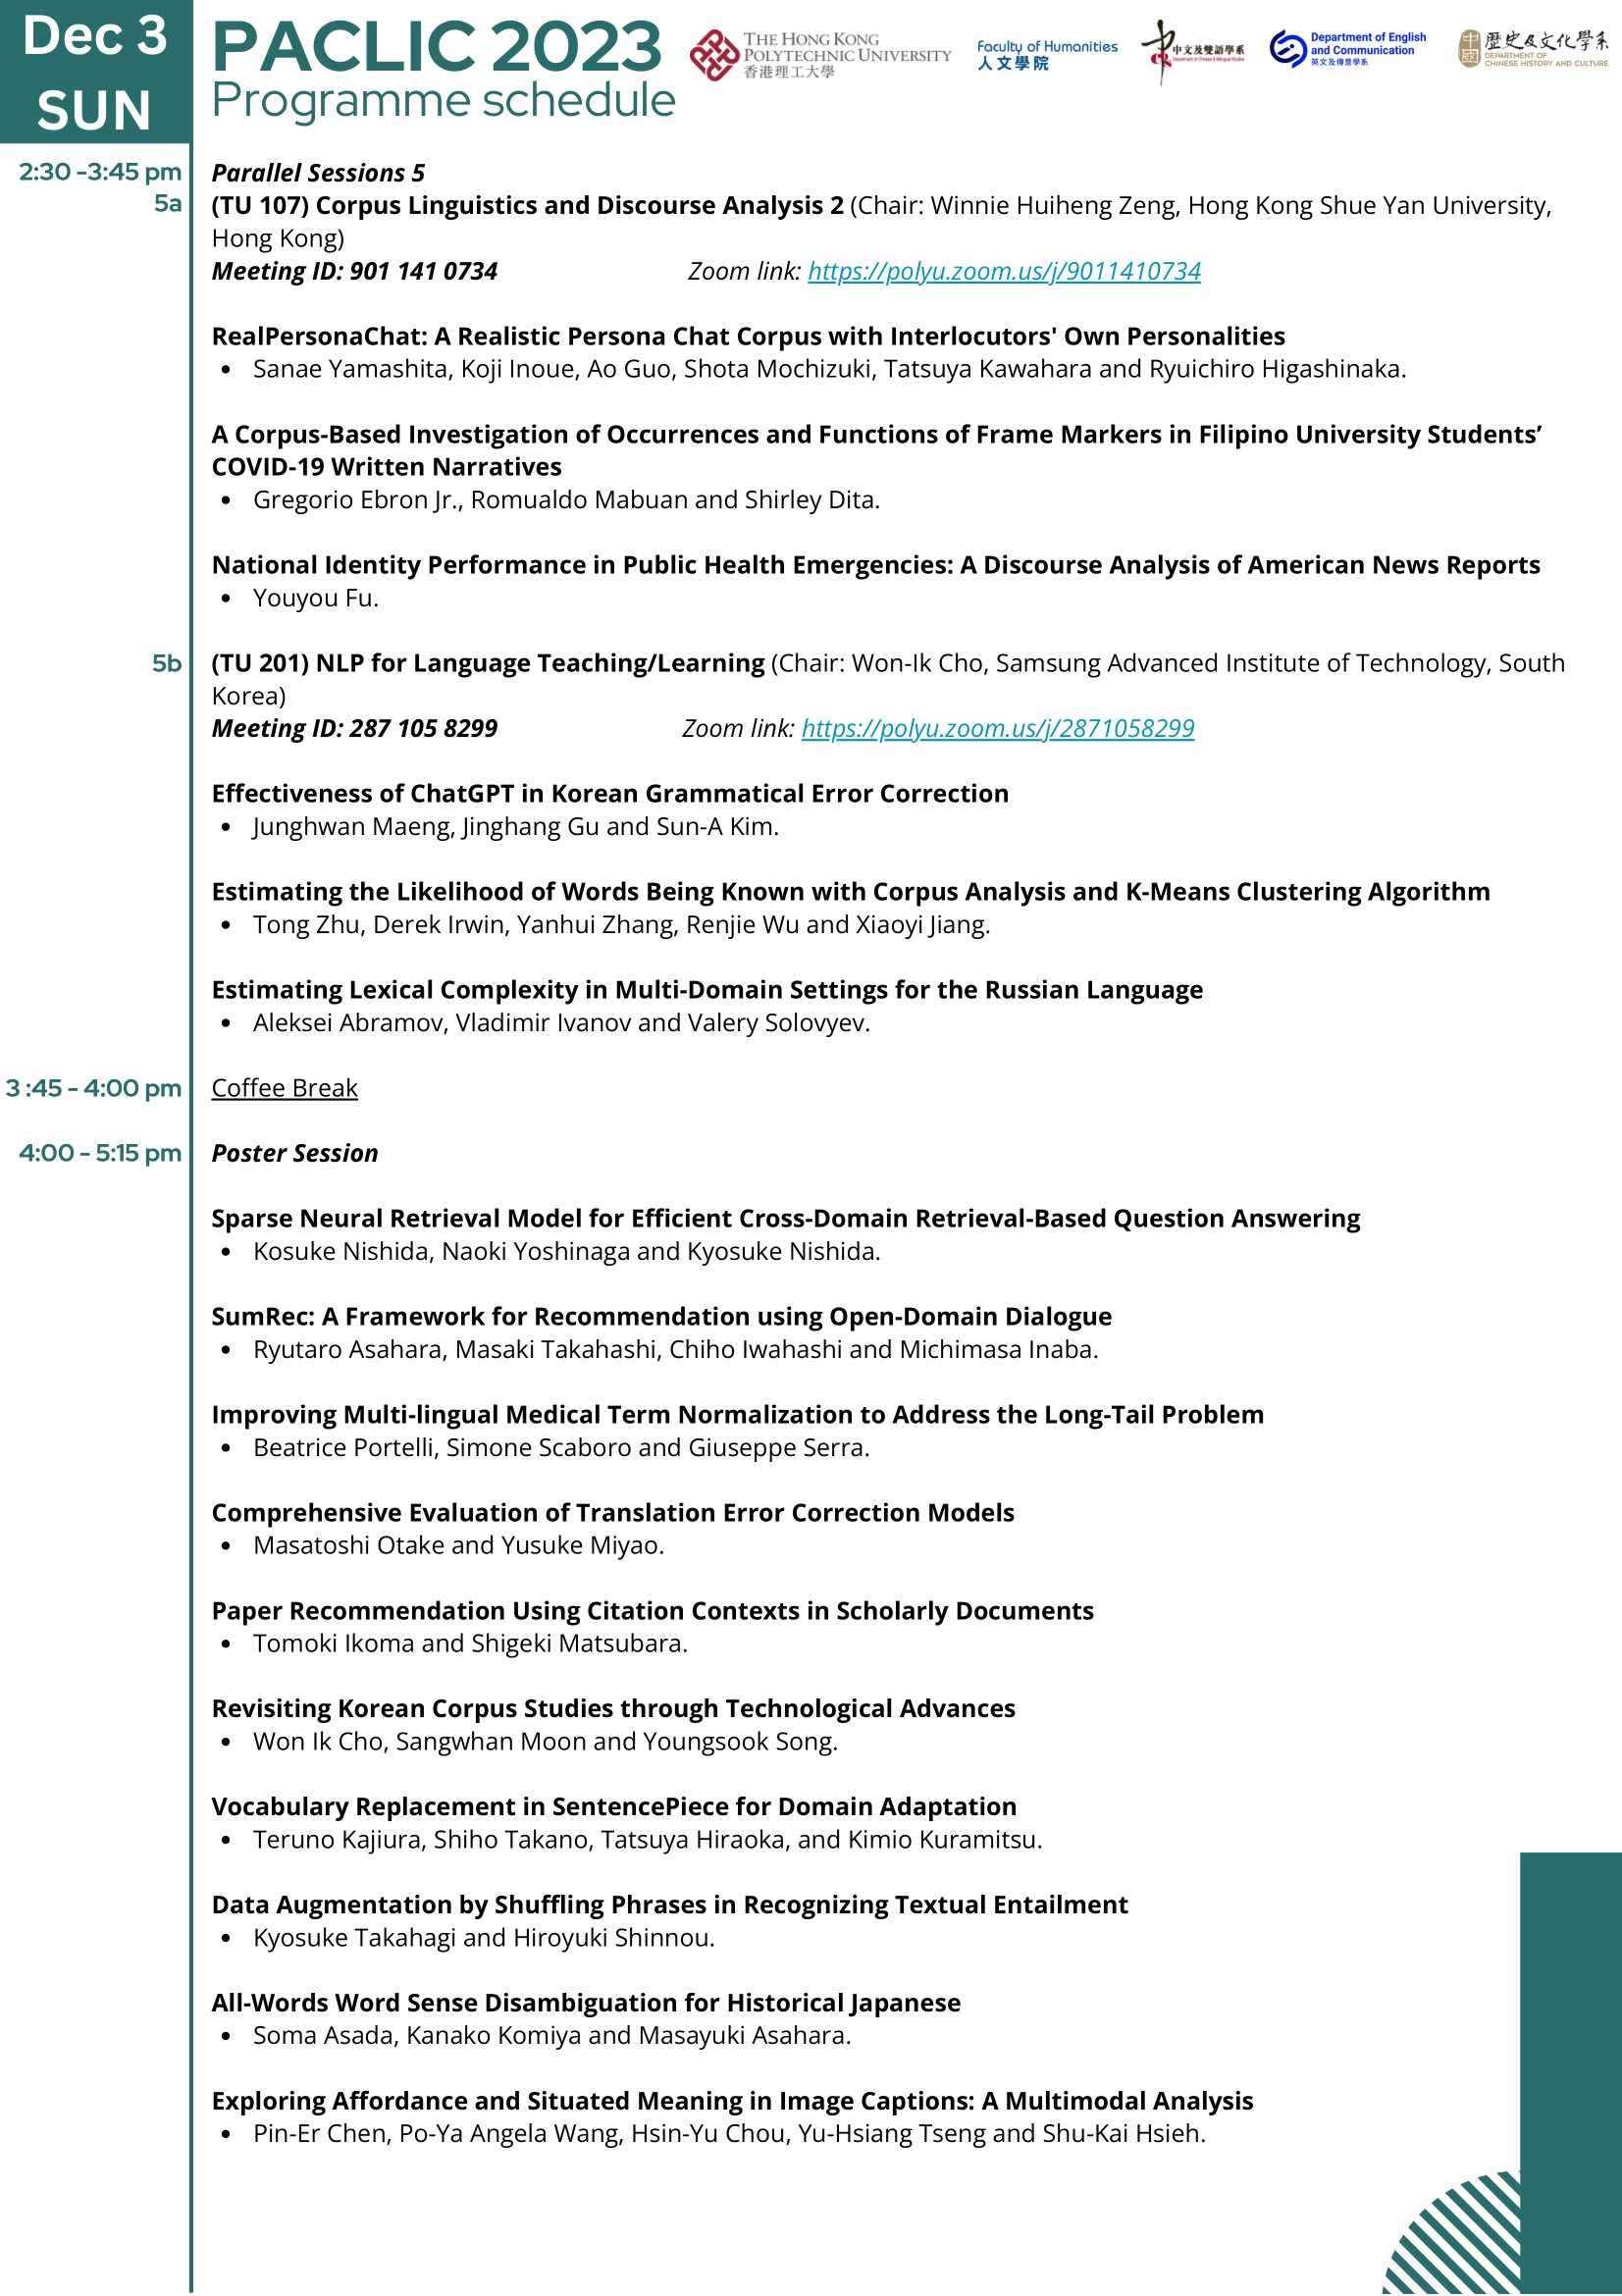 Dec 3
SUN
PACLIC 2023
Programme schedule
THE HONG KONG
POLYTECHNIC UNIVERSITY
香港理工大學
Faculty of Humanities
人文學院
中文及雙語學系
Department of Chinese & Bilingual Studies
Department of English
and Communication
英文及傳意學系
中國
歷史及文化學系
DEPARTMENT OF
CHINESE HISTORY AND CULTURE
2:30 -3:45 pm
Parallel Sessions 5
5a
(TU 107) Corpus Linguistics and Discourse Analysis 2 (Chair: Winnie Huiheng Zeng, Hong Kong Shue Yan University,
Hong Kong)
Meeting ID: 901 141 0734 Zoom link: https://polyu.zoom.us/j/9011410734
RealPersonaChat: A Realistic Persona Chat Corpus with Interlocutors' Own Personalities
• Sanae Yamashita, Koji Inoue, Ao Guo, Shota Mochizuki, Tatsuya Kawahara and Ryuichiro Higashinaka.
A Corpus-Based Investigation of Occurrences and Functions of Frame Markers in Filipino University Students’
COVID-19 Written Narratives
• Gregorio Ebron Jr., Romualdo Mabuan and Shirley Dita.
National Identity Performance in Public Health Emergencies: A Discourse Analysis of American News Reports
• Youyou Fu.
5b
(TU 201) NLP for Language Teaching/Learning (Chair: Won-Ik Cho, Samsung Advanced Institute of Technology, South
Korea)
Meeting ID: 287 105 8299 Zoom link: https://polyu.zoom.us/j/2871058299
Effectiveness of ChatGPT in Korean Grammatical Error Correction
• Junghwan Maeng, Jinghang Gu and Sun-A Kim.
Estimating the Likelihood of Words Being Known with Corpus Analysis and K-Means Clustering Algorithm
• Tong Zhu, Derek Irwin, Yanhui Zhang, Renjie Wu and Xiaoyi Jiang.
Estimating Lexical Complexity in Multi-Domain Settings for the Russian Language
• Aleksei Abramov, Vladimir Ivanov and Valery Solovyev.
3 :45 - 4:00 pm
Coffee Break
4:00 - 5:15 pm
Poster Session
Sparse Neural Retrieval Model for Efficient Cross-Domain Retrieval-Based Question Answering
• Kosuke Nishida, Naoki Yoshinaga and Kyosuke Nishida.
SumRec: A Framework for Recommendation using Open-Domain Dialogue
• Ryutaro Asahara, Masaki Takahashi, Chiho Iwahashi and Michimasa Inaba.
Improving Multi-lingual Medical Term Normalization to Address the Long-Tail Problem
• Beatrice Portelli, Simone Scaboro and Giuseppe Serra.
Comprehensive Evaluation of Translation Error Correction Models
• Masatoshi Otake and Yusuke Miyao.
Paper Recommendation Using Citation Contexts in Scholarly Documents
• Tomoki Ikoma and Shigeki Matsubara.
Revisiting Korean Corpus Studies through Technological Advances
• Won Ik Cho, Sangwhan Moon and Youngsook Song.
Vocabulary Replacement in SentencePiece for Domain Adaptation
• Teruno Kajiura, Shiho Takano, Tatsuya Hiraoka, and Kimio Kuramitsu.
Data Augmentation by Shuffling Phrases in Recognizing Textual Entailment
• Kyosuke Takahagi and Hiroyuki Shinnou.
All-Words Word Sense Disambiguation for Historical Japanese
• Soma Asada, Kanako Komiya and Masayuki Asahara.
Exploring Affordance and Situated Meaning in Image Captions: A Multimodal Analysis
• Pin-Er Chen, Po-Ya Angela Wang, Hsin-Yu Chou, Yu-Hsiang Tseng and Shu-Kai Hsieh.